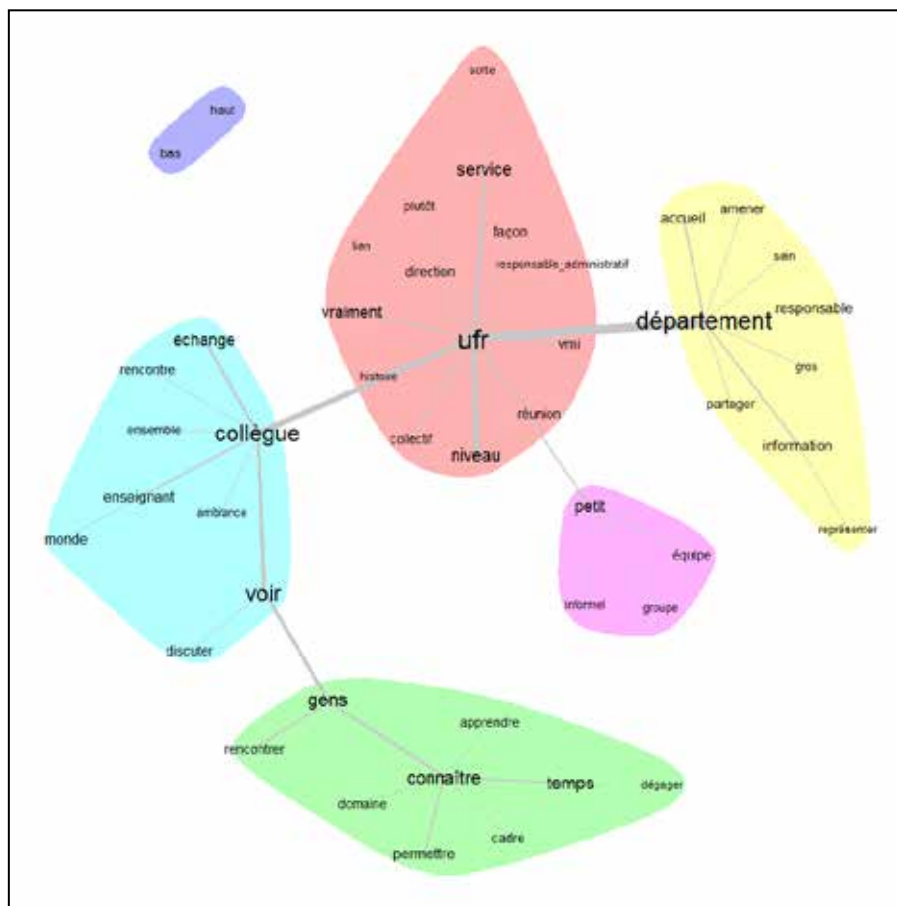 sorte
haut
bas
service
plutôt
façon
lien
responsable_administratif
direction
vraiment
ufr
vrai
histoire
réunion
collectif
niveau
accueil
amener
sein
responsable
département
gros
partager
information
représenter
échange
rencontre
ensemble
collègue
enseignant
ambiance
monde
voir
discuter
petit
équipe
informel
groupe
gens
apprendre
rencontrer
connaître
temps
dégager
domaine
cadre
permettre